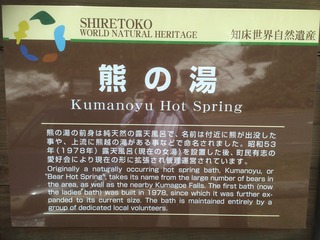 SHIRETOKO
WORLD NATURAL HERITAGE
知床世界自然遺産
熊の湯
Kumanoyu Hot Spring
熊の湯の前身は純天然の露天風呂で、名前は付近に熊が出没した
事や、上流に熊越の湯がある事などで命名されました。昭和53
年(1978年)露天風呂(現在の女湯)を設置した後、町民有志の
愛好会により現在の形に拡張され管理運営されています。
Originally a naturally occurring hot spring bath, Kumanoyu, or
"Bear Hot Spring", takes its name from the large number of bears in
the area, as well as the nearby Kumagoe Falls. The first bath (now
the ladies' bath) was built in 1978, since which it was further ex-
panded to its current size. The bath is maintained entirely by a
group of dedicated local volunteers.